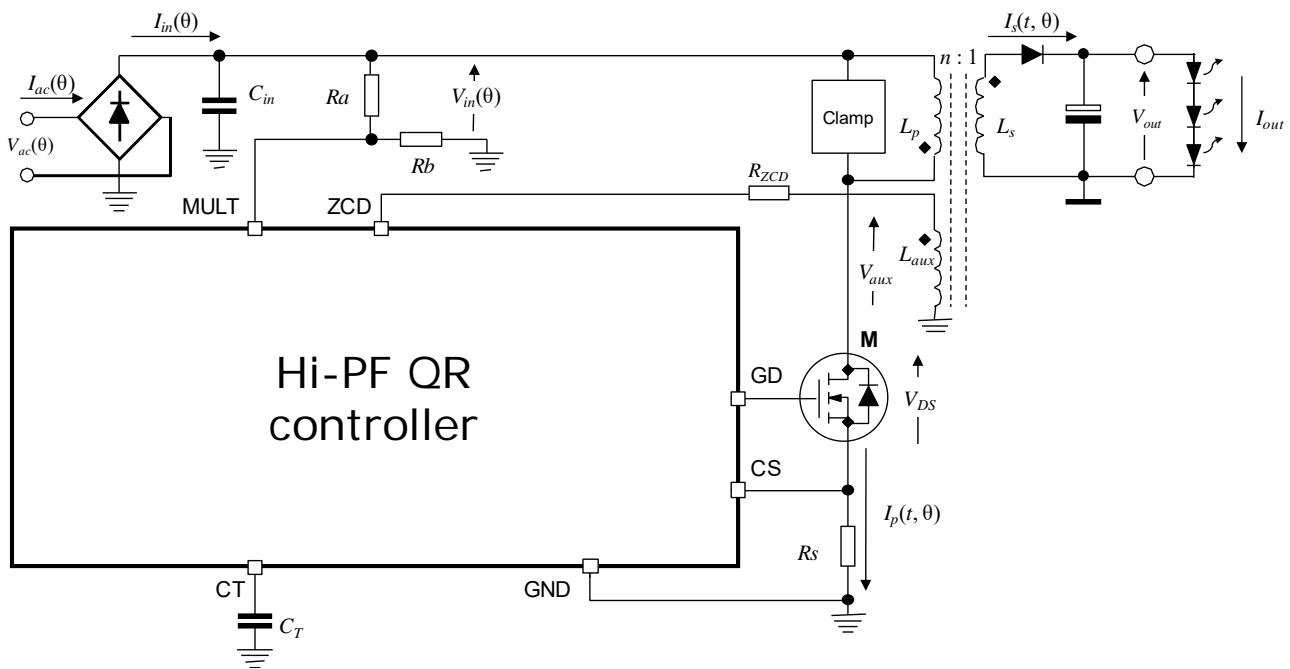 I_in(θ)
I_s(t, θ)
n : 1
I_ac(θ)
C_in
Ra
V_in(θ)
Clamp
L_p
L_s
V_out
I_out
V_ac(θ)
Rb
R_ZCD
MULT
ZCD
V_aux
L_aux
M
Hi-PF QR
controller
GD
V_DS
CS
I_p(t, θ)
Rs
CT
GND
C_T